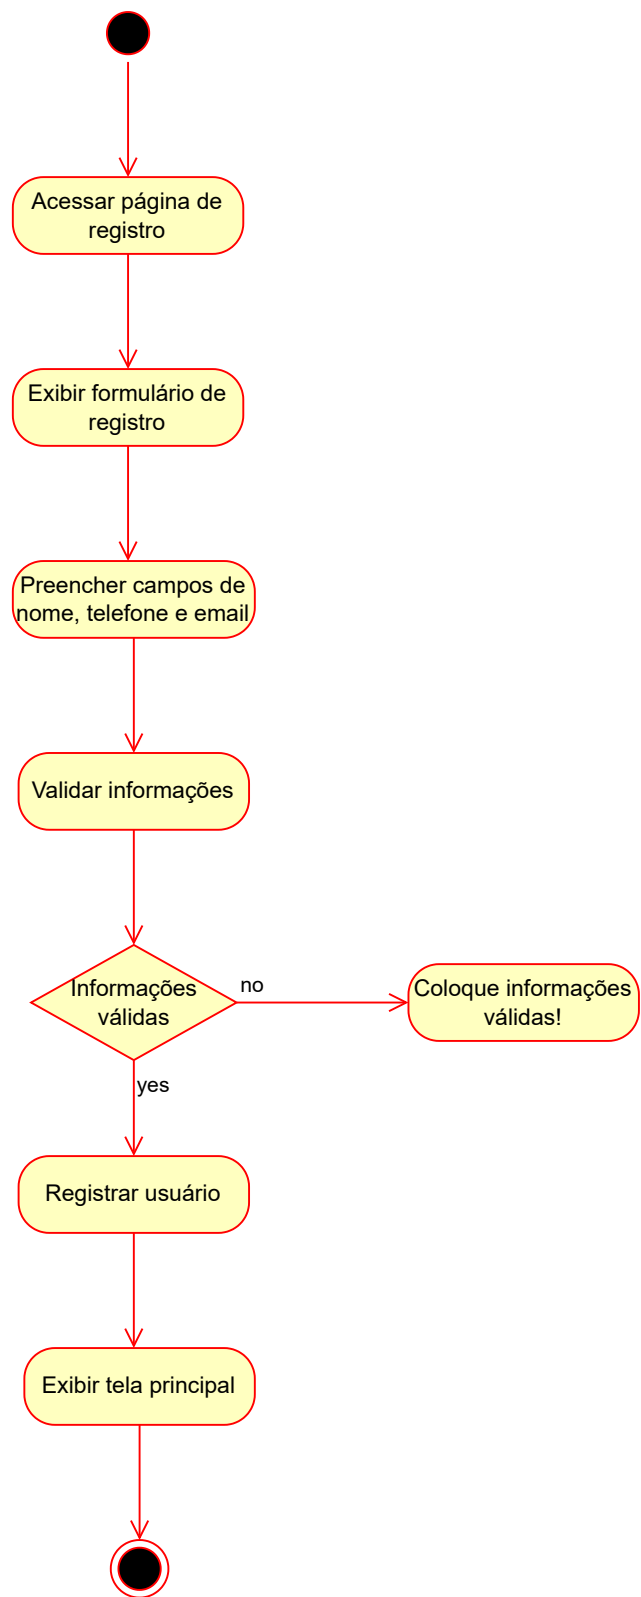 Acessar página de
registro
Exibir formulário de
registro
Preencher campos de
nome, telefone e email
Validar informações
Informações
válidas
no
Coloque informações
válidas!
yes
Registrar usuário
Exibir tela principal